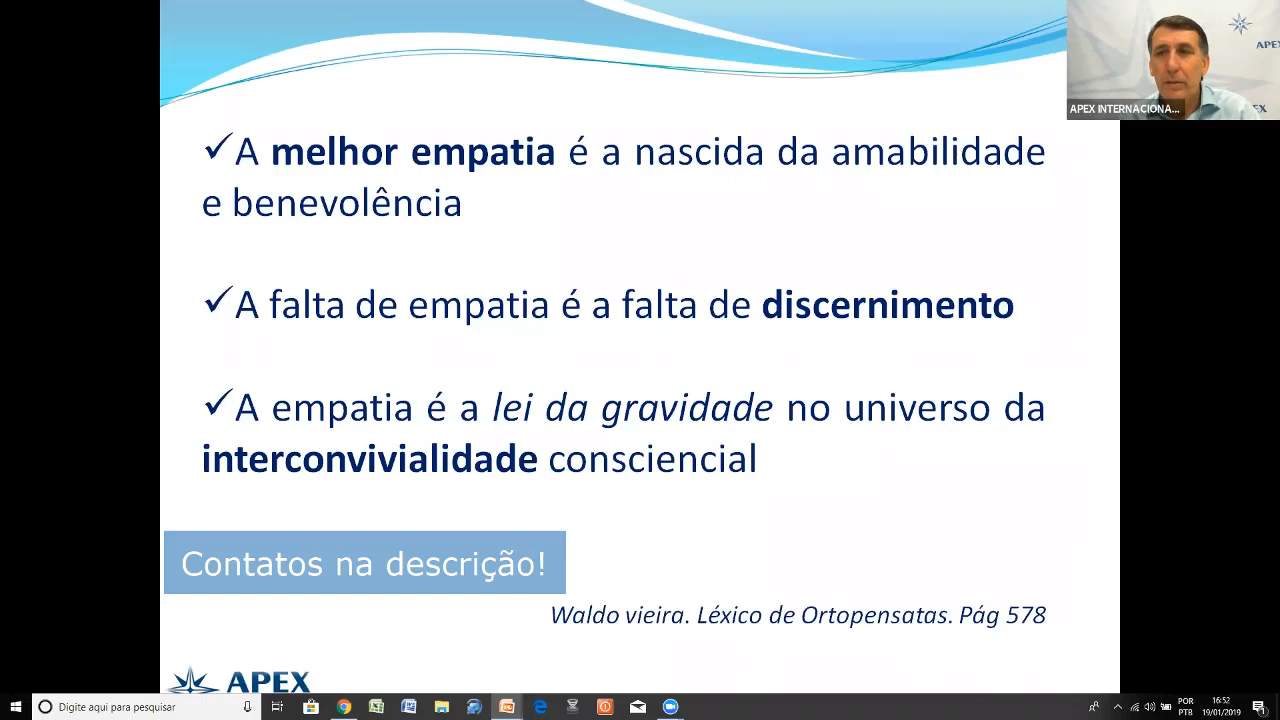 APEX
APEX INTERNACIONA...
EX
✓A melhor empatia é a nascida da amabilidade
e benevolência
✓A falta de empatia é a falta de discernimento
✓A empatia é a lei da gravidade no universo da
interconvivialidade consciencial
Contatos na descrição!
Waldo vieira. Léxico de Ortopensatas. Pág 578
APEX
Digite aqui para pesquisar
POR
PTB
16:52
19/01/2019